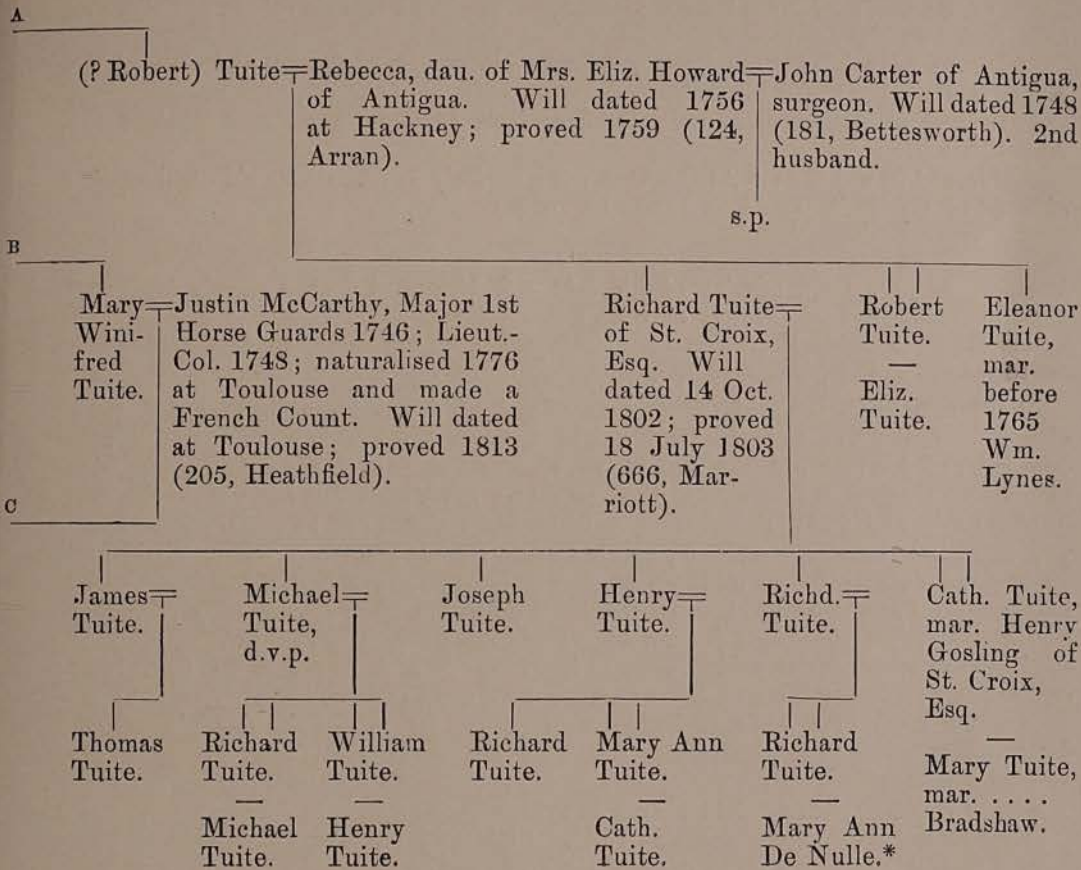 A
(? Robert) Tuite=Rebecca, dau. of Mrs. Eliz. Howard=John Carter of Antigua,
of Antigua. Will dated 1756
at Hackney; proved 1759 (124,
Arran).
surgeon. Will dated 1748
(181, Bettesworth). 2nd
husband.
s.p.
B
Mary=Justin McCarthy, Major 1st
Wini-
fred
Tuite.
Horse Guards 1746; Lieut.-
Col. 1748; naturalised 1776
at Toulouse and made a
French Count. Will dated
at Toulouse; proved 1813
(205, Heathfield).
Richard Tuite=
of St. Croix,
Esq. Will
dated 14 Oct.
1802; proved
18 July 1803
(666, Mar-
riott).
Robert
Tuite.
—
Eliz.
Tuite.
Eleanor
Tuite,
mar.
before
1765
Wm.
Lynes.
C
James=
Tuite.
Michael=
Tuite,
d.v.p.
Joseph
Tuite.
Henry=
Tuite.
Richd.=
Tuite.
Cath. Tuite,
mar. Henry
Gosling of
St. Croix,
Esq.
—
Mary Tuite,
mar. . . . .
Bradshaw.
Thomas
Tuite.
Richard
Tuite.
—
Michael
Tuite.
William
Tuite.
—
Henry
Tuite.
Richard
Tuite.
Mary Ann
Tuite.
—
Cath.
Tuite.
Richard
Tuite.
—
Mary Ann
De Nulle.*